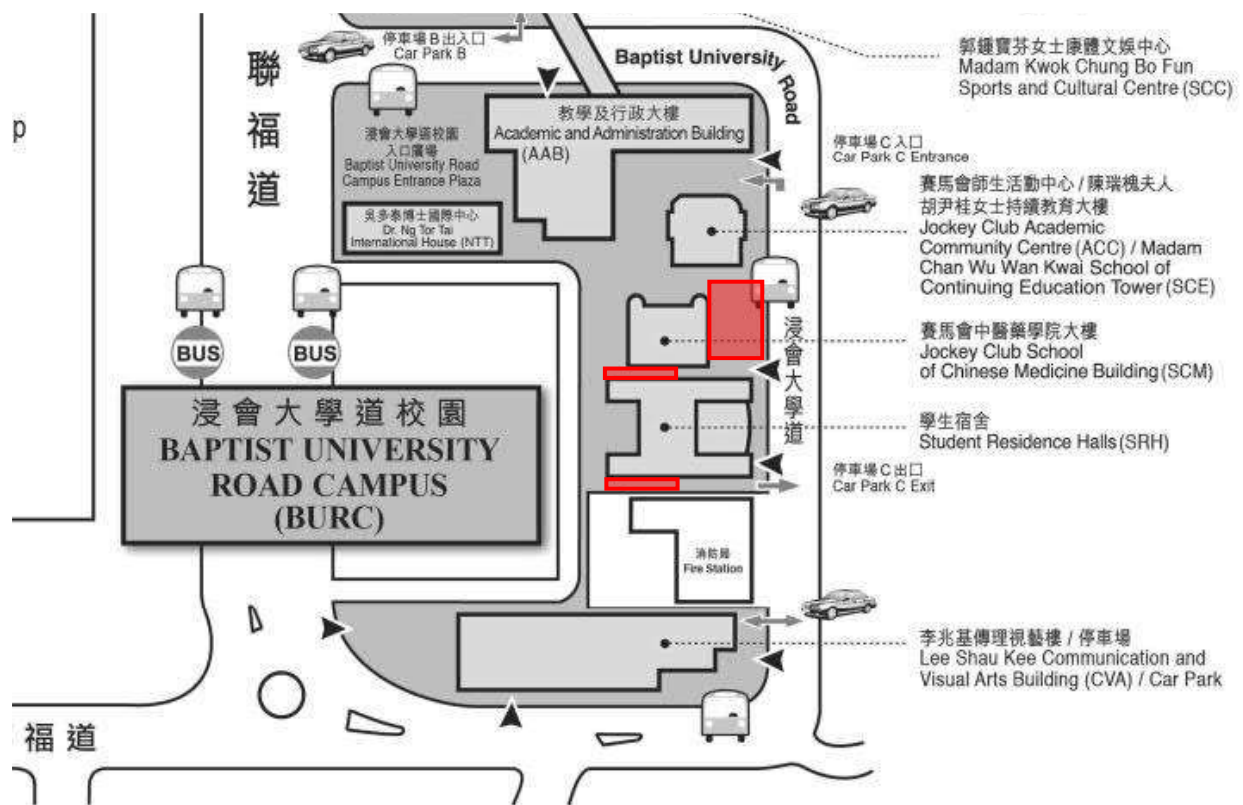 停車場 B 出入口
Car Park B
聯福道
Baptist University Road
郭鍾寶芬女士康體文娛中心
Madam Kwok Chung Bo Fun
Sports and Cultural Centre (SCC)
p
浸會大學道校園
入口廣場
Baptist University Road
Campus Entrance Plaza
教學及行政大樓
Academic and Administration Building
(AAB)
停車場 C 入口
Car Park C Entrance
吳多泰博士國際中心
Dr. Ng Tor Tai
International House (NTT)
賽馬會師生活動中心 / 陳瑞槐夫人
胡尹桂女士持續教育大樓
Jockey Club Academic
Community Centre (ACC) / Madam
Chan Wu Wan Kwai School of
Continuing Education Tower (SCE)
BUS
BUS
浸會大學道
賽馬會中醫藥學院大樓
Jockey Club School
of Chinese Medicine Building (SCM)
浸會大學道校園
BAPTIST UNIVERSITY
ROAD CAMPUS
(BURC)
學生宿舍
Student Residence Halls (SRH)
停車場 C 出口
Car Park C Exit
消防局
Fire Station
李兆基傳理視藝樓 / 停車場
Lee Shau Kee Communication and
Visual Arts Building (CVA) / Car Park
福道